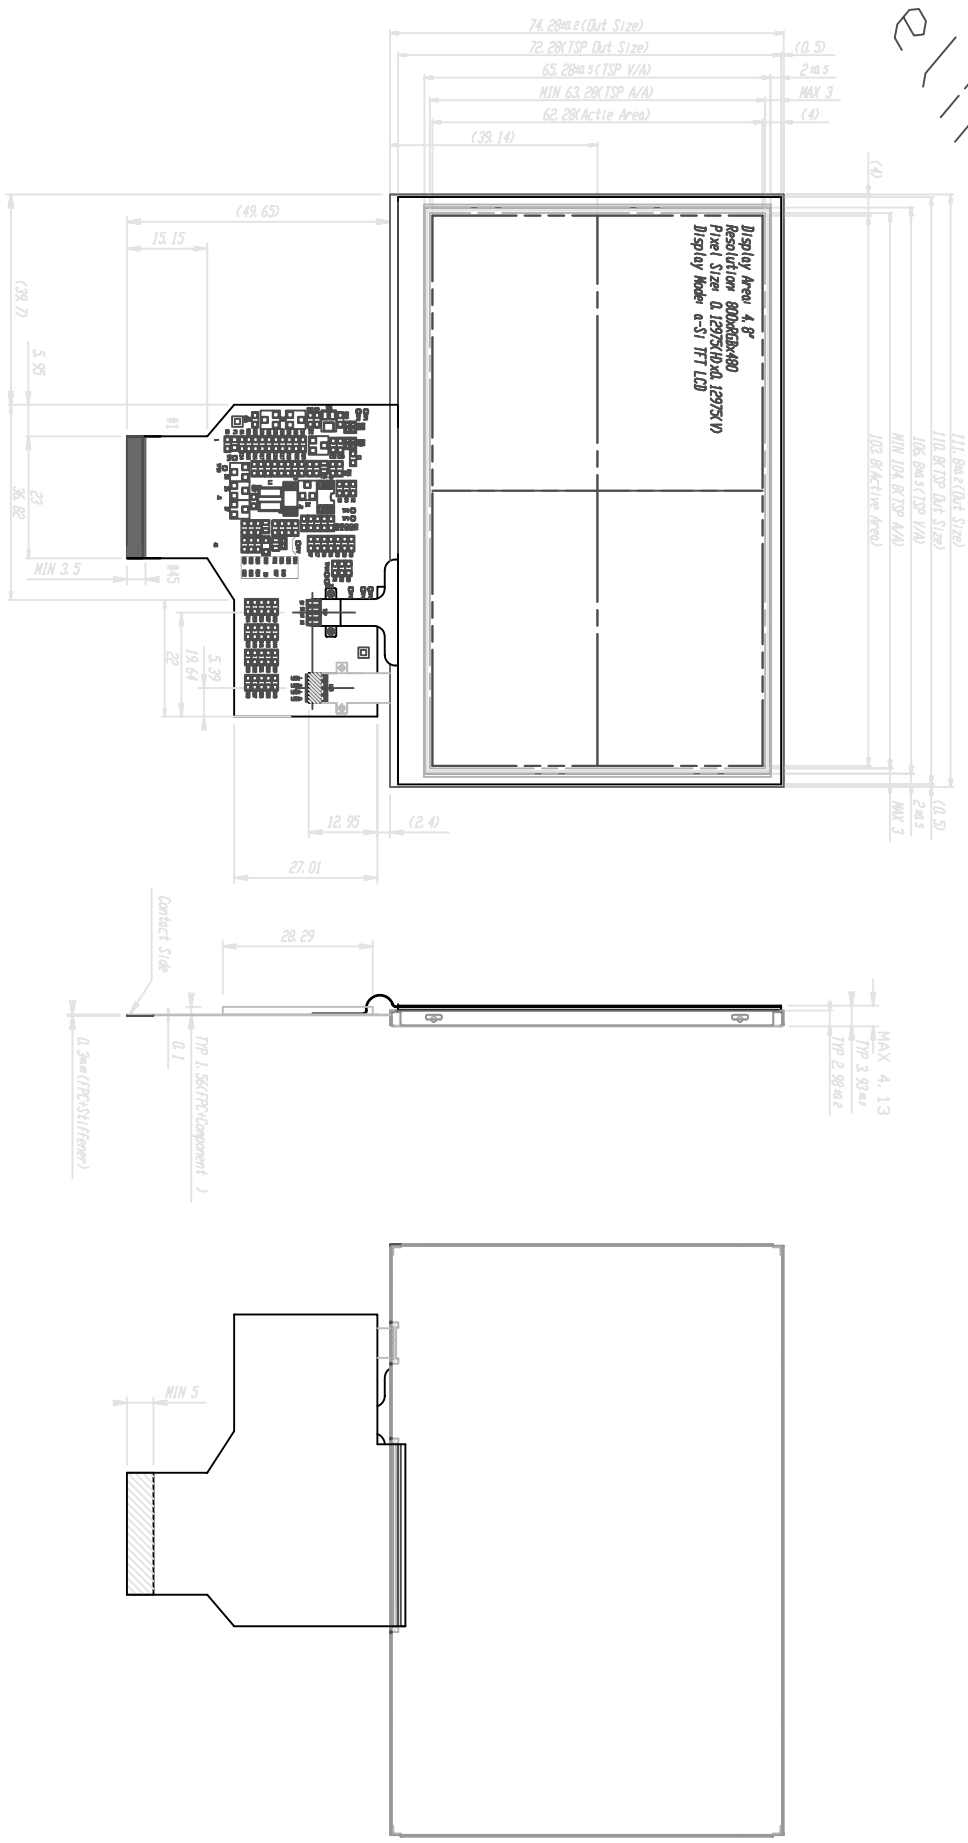 74.28±0.2(Out Size)
72.28(TSP Out Size)
(0.5)
65.28±0.5(TSP V/A)
2±0.5
MIN 63.28(TSP A/A)
MAX 3
62.28(Actie Area)
(4)
(39.14)
(4)
(49.65)
15.15
(39.7)
5.95
#1
23
36.82
MIN 3.5
#45
Display Area: 4.8"
Resolution: 800xRGBx480
Pixel Size: 0.12975(H)x0.12975(V)
Display Mode: a-Si TFT LCD
111.8±0.2(Out Size)
110.8(TSP Out Size)
106.8±0.5(TSP V/A)
MIN 104.8(TSP A/A)
103.8(Active Area)
5.39
19.64
22
(0.5)
2±0.5
MAX 3
12.95
(2.4)
27.01
Contact Side
28.29
MAX 4.13
TYP 3.93±0.2
TYP 2.98±0.2
TYP 1.56(FPC+Component )
0.1
0.3mm(FPC+Stiffener)
MIN 5